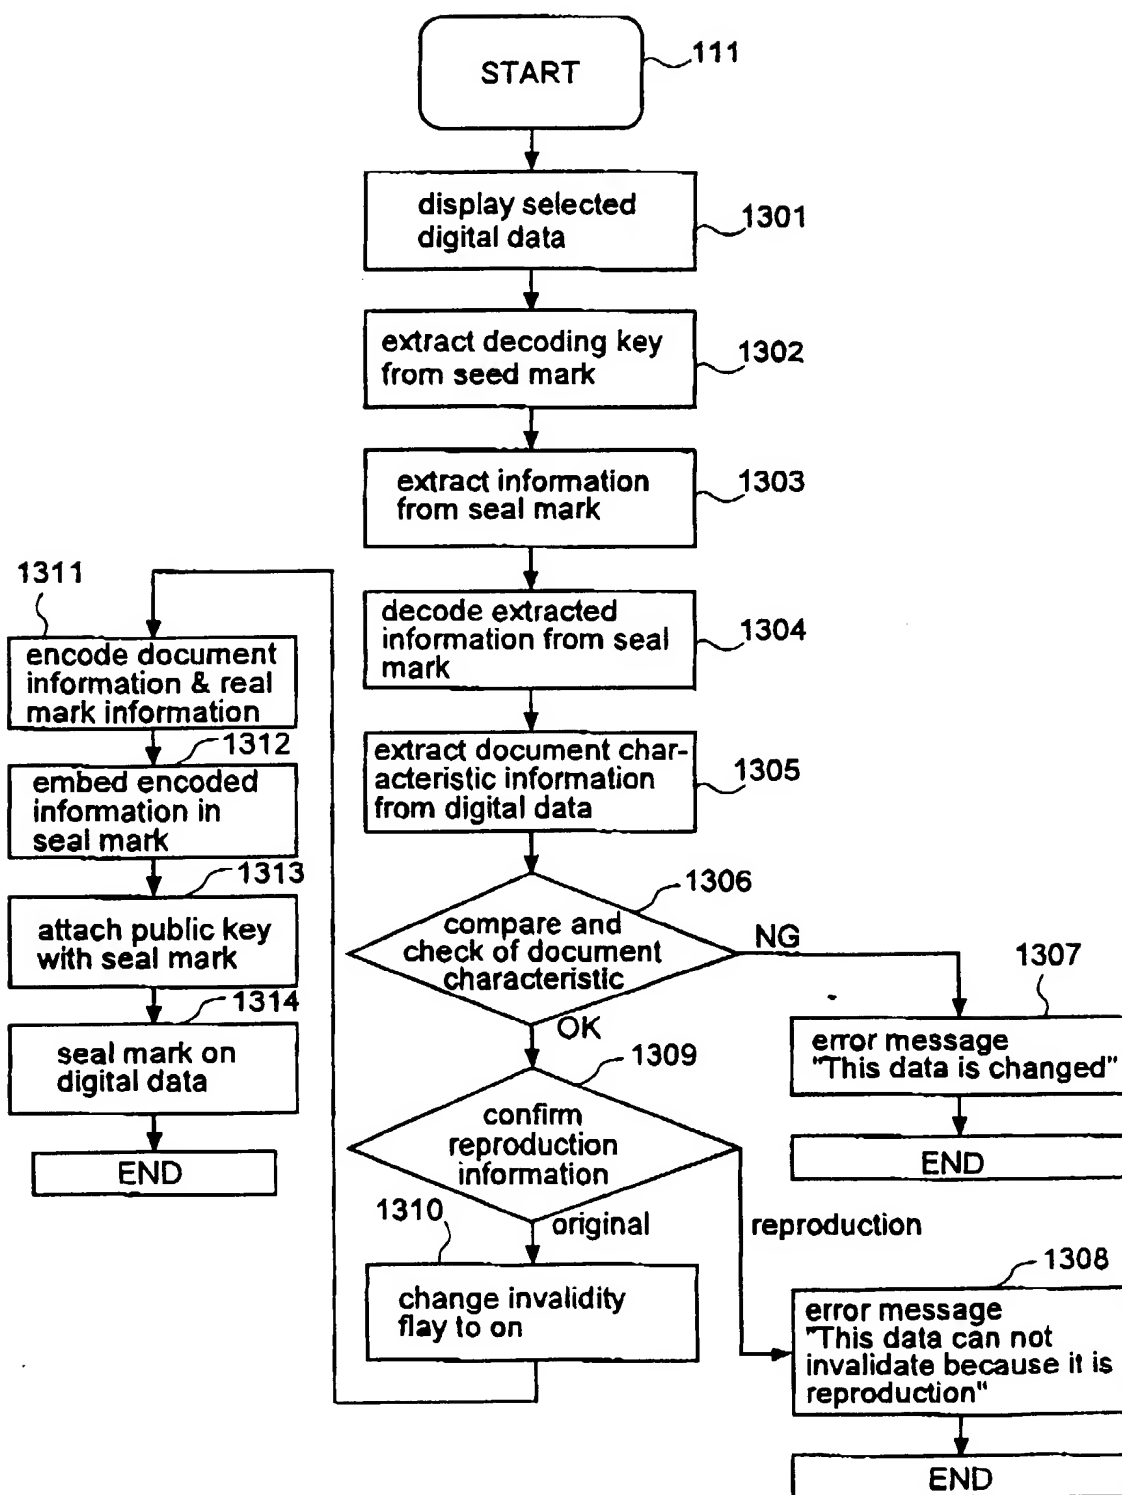 START
111
display selected
digital data
1301
extract decoding key
from seed mark
1302
extract information
from seal mark
1303
decode extracted
information from seal
mark
1304
extract document char-
acteristic information
from digital data
1305
compare and
check of document
characteristic
1306
NG
OK
1307
error message
"This data is changed"
END
confirm
reproduction
information
1309
original
reproduction
1308
error message
"This data can not
invalidate because it is
reproduction"
END
1310
change invalidity
flay to on
1311
encode document
information & real
mark information
1312
embed encoded
information in
seal mark
1313
attach public key
with seal mark
1314
seal mark on
digital data
END